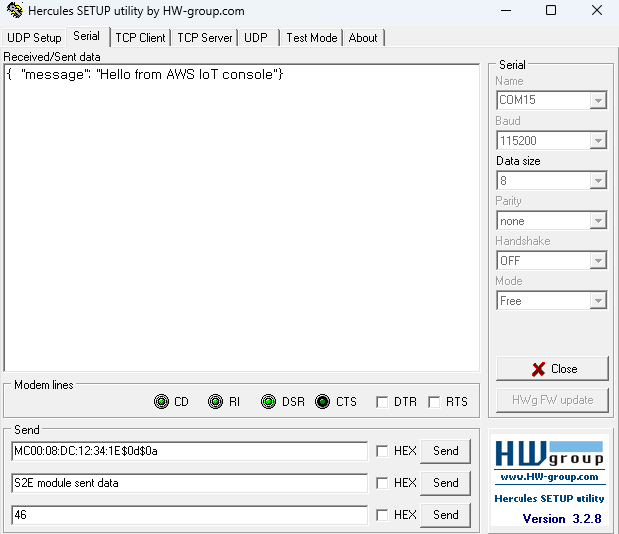 Hercules SETUP utility by HW-group.com
UDP Setup Serial TCP Client TCP Server UDP Test Mode About
Received/Sent data
{  "message": "Hello from AWS IoT console"}
Serial
Name
COM15
Baud
115200
Data size
8
Parity
none
Handshake
OFF
Mode
Free
Close
HWg FW update
Modem lines
CD RI DSR CTS DTR RTS
Send
MC00:08:DC:12:34:1E$0d$0a HEX Send
S2E module sent data HEX Send
46 HEX Send
HWgroup
www.HW-group.com
Hercules SETUP utility
Version 3.2.8